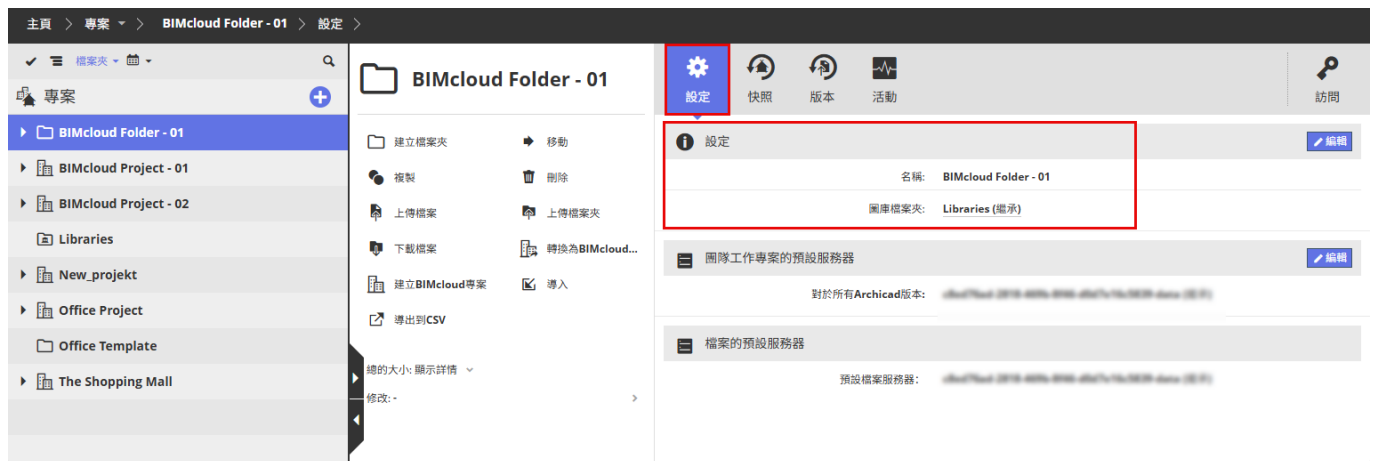 主頁 > 專案 > BIMcloud Folder - 01 > 設定 >
檔案夾
專案
BIMcloud Folder - 01
BIMcloud Project - 01
BIMcloud Project - 02
Libraries
New_projekt
Office Project
Office Template
The Shopping Mall
BIMcloud Folder - 01
建立檔案夾 移動
複製 刪除
上傳檔案 上傳檔案夾
下載檔案 轉換為BIMcloud...
建立BIMcloud專案 導入
導出到CSV
總的大小: 顯示詳情
修改: -
設定 快照 版本 活動 訪問
設定 編輯
名稱: BIMcloud Folder - 01
圖庫檔案夾: Libraries (繼承)
團隊工作專案的預設服務器 編輯
對於所有Archicad版本:
檔案的預設服務器
預設檔案服務器: